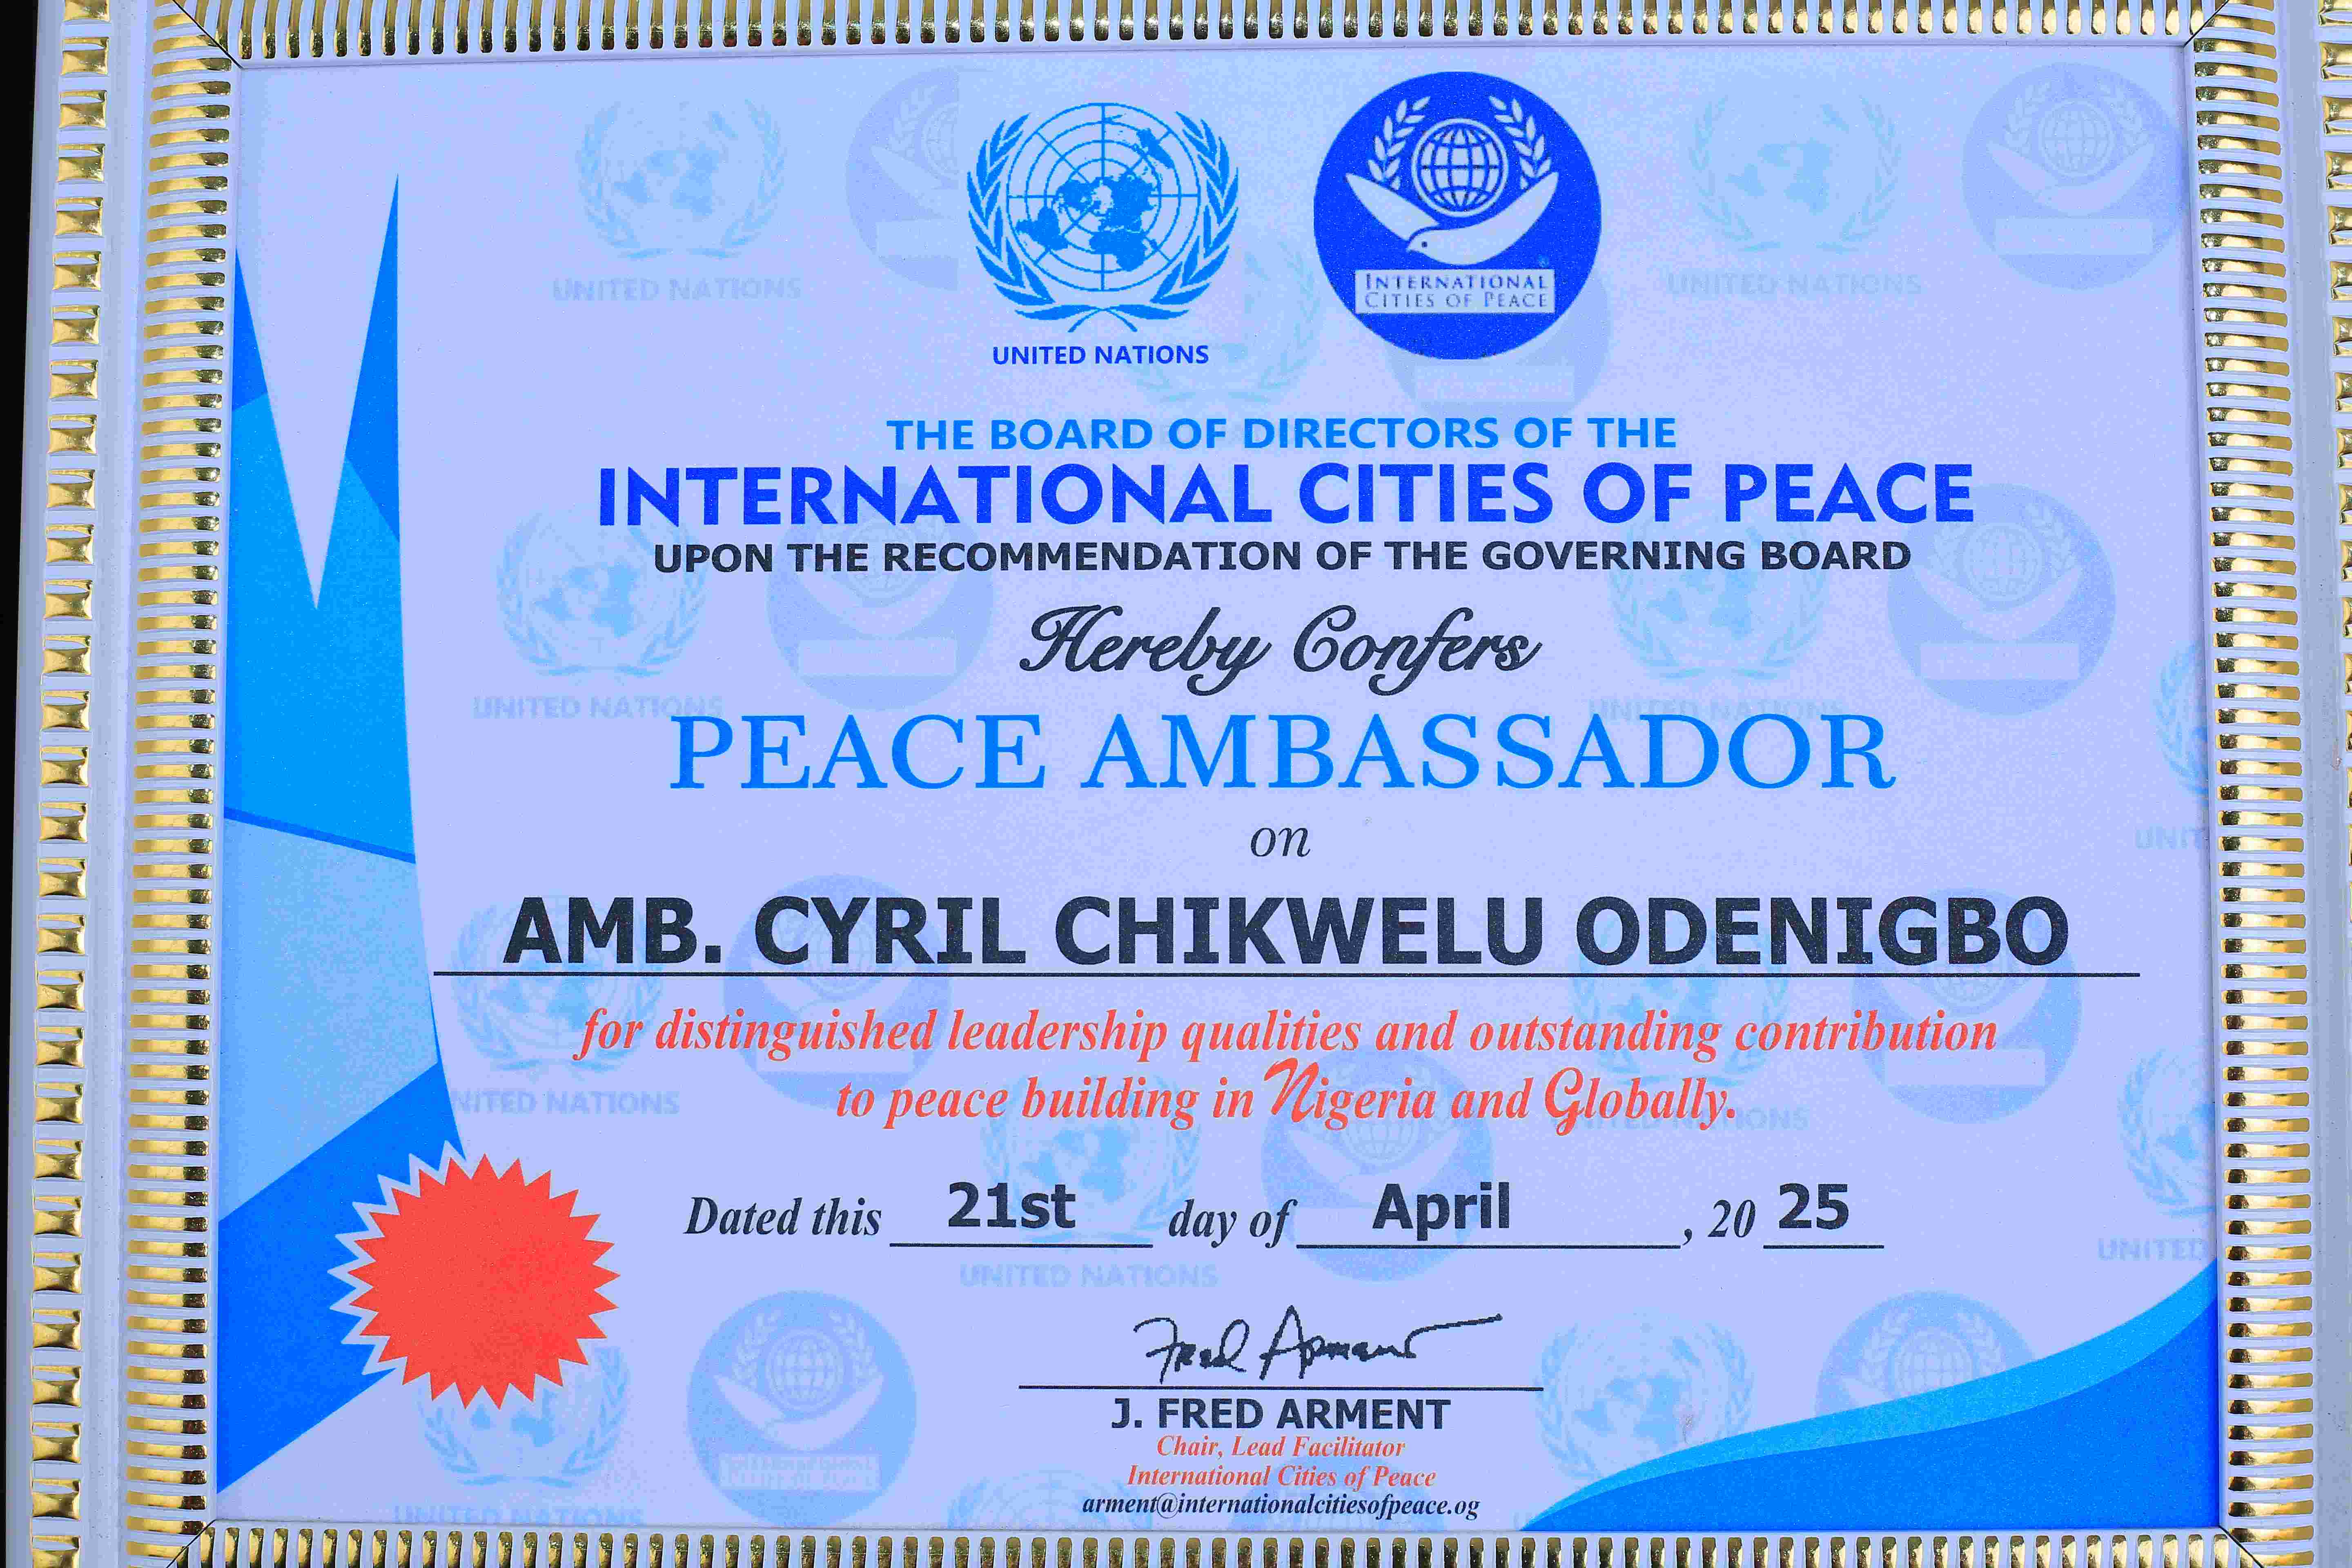 UNITED NATIONS
INTERNATIONAL
CITIES OF PEACE
THE BOARD OF DIRECTORS OF THE
INTERNATIONAL CITIES OF PEACE
UPON THE RECOMMENDATION OF THE GOVERNING BOARD
Hereby Confers
PEACE AMBASSADOR
on
AMB. CYRIL CHIKWELU ODENIGBO
for distinguished leadership qualities and outstanding contribution
to peace building in Nigeria and Globally.
Dated this 21st day of April, 20 25
Fred Arment
J. FRED ARMENT
Chair, Lead Facilitator
International Cities of Peace
arment@internationalcitiesofpeace.og